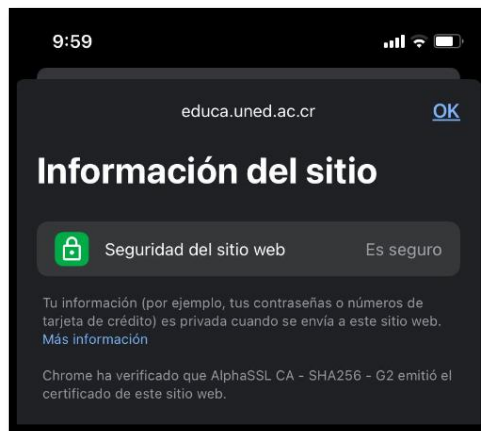 9:59
educa.uned.ac.cr
OK
Información del sitio
Seguridad del sitio web
Es seguro
Tu información (por ejemplo, tus contraseñas o números de
tarjeta de crédito) es privada cuando se envía a este sitio web.
Más información
Chrome ha verificado que AlphaSSL CA - SHA256 - G2 emitió el
certificado de este sitio web.